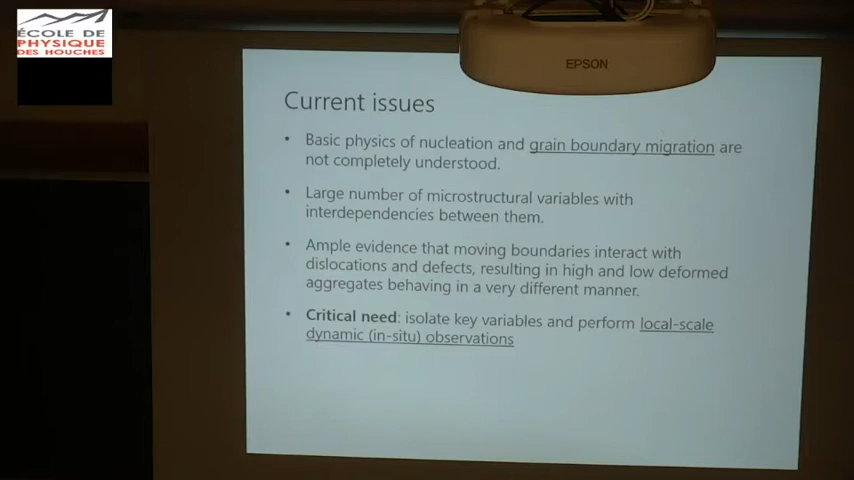 ÉCOLE DE
PHYSIQUE
DES HOUCHES
EPSON
Current issues
• Basic physics of nucleation and grain boundary migration are
not completely understood.
• Large number of microstructural variables with
interdependencies between them.
• Ample evidence that moving boundaries interact with
dislocations and defects, resulting in high and low deformed
aggregates behaving in a very different manner.
• Critical need: isolate key variables and perform local-scale
dynamic (in-situ) observations